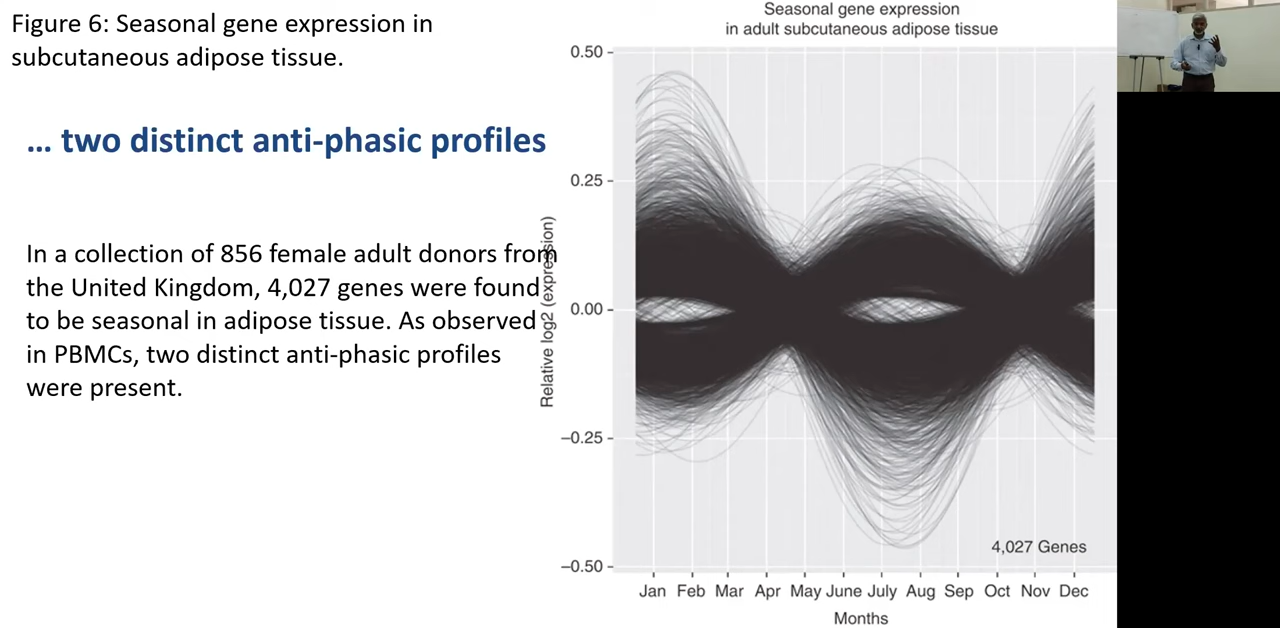 Figure 6: Seasonal gene expression in
subcutaneous adipose tissue.
... two distinct anti-phasic profiles
In a collection of 856 female adult donors from
the United Kingdom, 4,027 genes were found
to be seasonal in adipose tissue. As observed
in PBMCs, two distinct anti-phasic profiles
were present.
Seasonal gene expression
in adult subcutaneous adipose tissue
Relative log2 (expression)
0.50
0.25
0.00
−0.25
−0.50
4,027 Genes
Jan Feb Mar Apr May June July Aug Sep Oct Nov Dec
Months